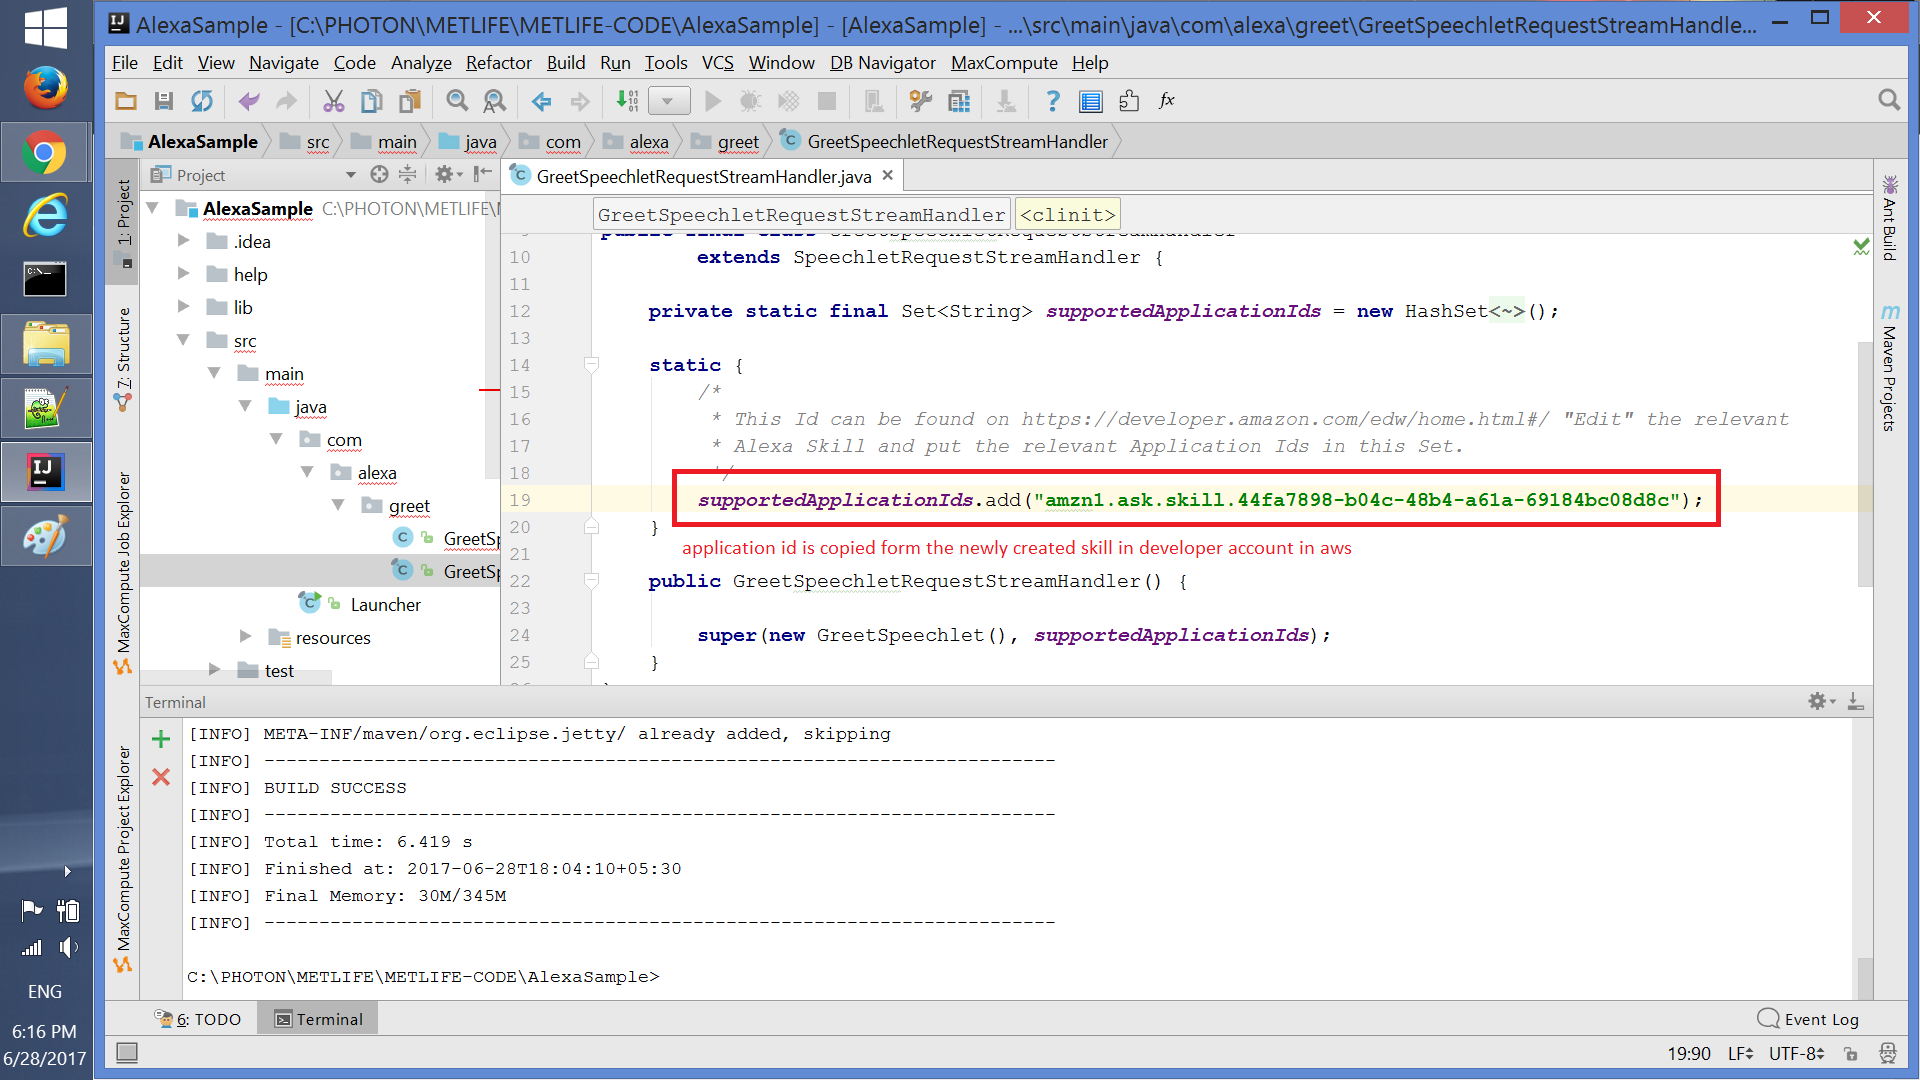 AlexaSample - [C:\PHOTON\METLIFE\METLIFE-CODE\AlexaSample] - [AlexaSample] - ...\src\main\java\com\alexa\greet\GreetSpeechletRequestStreamHandle...
File Edit View Navigate Code Analyze Refactor Build Run Tools VCS Window DB Navigator MaxCompute Help
AlexaSample src main java com alexa greet GreetSpeechletRequestStreamHandler
Project
GreetSpeechletRequestStreamHandler.java
1: Project
7: Structure
MaxCompute Job Explorer
MaxCompute Project Explorer
AlexaSample C:\PHOTON\METLIFE\
.idea
help
lib
src
main
java
com
alexa
greet
GreetSp
GreetSp
Launcher
resources
test
GreetSpeechletRequestStreamHandler <clinit>
10 extends SpeechletRequestStreamHandler {
11
12 private static final Set<String> supportedApplicationIds = new HashSet<~>();
13
14 static {
15 /*
16 * This Id can be found on https://developer.amazon.com/edw/home.html#/ "Edit" the relevant
17 * Alexa Skill and put the relevant Application Ids in this Set.
18 */
19 supportedApplicationIds.add("amzn1.ask.skill.44fa7898-b04c-48b4-a61a-69184bc08d8c");
20 }
application id is copied form the newly created skill in developer account in aws
21
22 public GreetSpeechletRequestStreamHandler() {
23
24 super(new GreetSpeechlet(), supportedApplicationIds);
25 }
Ant Build
m Maven Projects
Terminal
[INFO] META-INF/maven/org.eclipse.jetty/ already added, skipping
[INFO] ------------------------------------------------------------------------
[INFO] BUILD SUCCESS
[INFO] ------------------------------------------------------------------------
[INFO] Total time: 6.419 s
[INFO] Finished at: 2017-06-28T18:04:10+05:30
[INFO] Final Memory: 30M/345M
[INFO] ------------------------------------------------------------------------
C:\PHOTON\METLIFE\METLIFE-CODE\AlexaSample>
6: TODO Terminal Event Log
19:90 LF UTF-8
ENG
6:16 PM
6/28/2017